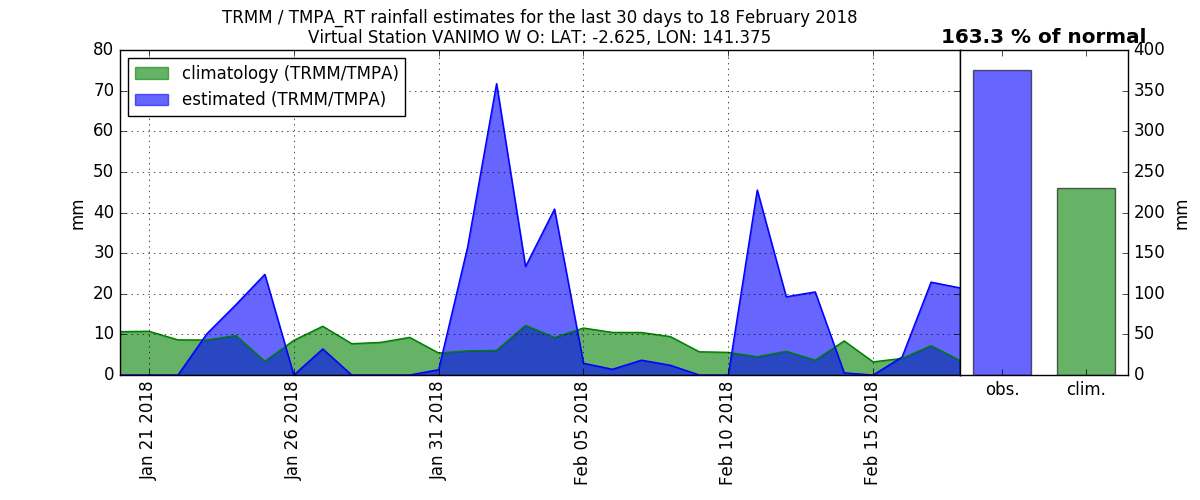 TRMM / TMPA_RT rainfall estimates for the last 30 days to 18 February 2018
Virtual Station VANIMO W O: LAT: -2.625, LON: 141.375
163.3 % of normal
climatology (TRMM/TMPA)
estimated (TRMM/TMPA)
mm
80
70
60
50
40
30
20
10
0
Jan 21 2018
Jan 26 2018
Jan 31 2018
Feb 05 2018
Feb 10 2018
Feb 15 2018
obs.
clim.
400
350
300
250
200
150
100
50
0
mm